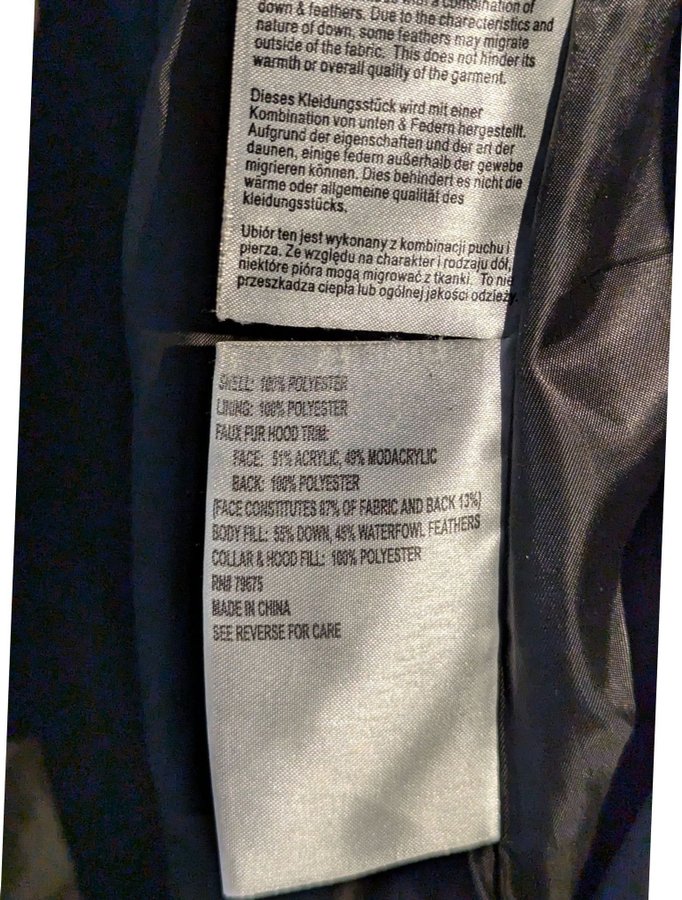 combination of
down & feathers. Due to the characteristics and
nature of down, some feathers may migrate
outside of the fabric. This does not hinder its
warmth or overall quality of the garment.
Dieses Kleidungsstück wird mit einer
Kombination von unten & Federn hergestellt.
Aufgrund der eigenschaften und der art der
daunen, einige federn außerhalb der gewebe
migrieren können. Dies behindert es nicht die
wärme oder allgemeine qualität des
kleidungsstücks.
Ubiór ten jest wykonany z kombinacji puchu i
pierza. Ze względu na charakter i rodzaju dół,
niektóre pióra mogą migrować z tkanki. To nie
przeszkadza ciepła lub ogólnej jakości odzieży.
SHELL: 100% POLYESTER
LINING: 100% POLYESTER
FAUX FUR HOOD TRIM:
FACE: 51% ACRYLIC, 49% MODACRYLIC
BACK: 100% POLYESTER
(FACE CONSTITUTES 87% OF FABRIC AND BACK 13%)
BODY FILL: 55% DOWN, 45% WATERFOWL FEATHERS
COLLAR & HOOD FILL: 100% POLYESTER
RN# 79675
MADE IN CHINA
SEE REVERSE FOR CARE